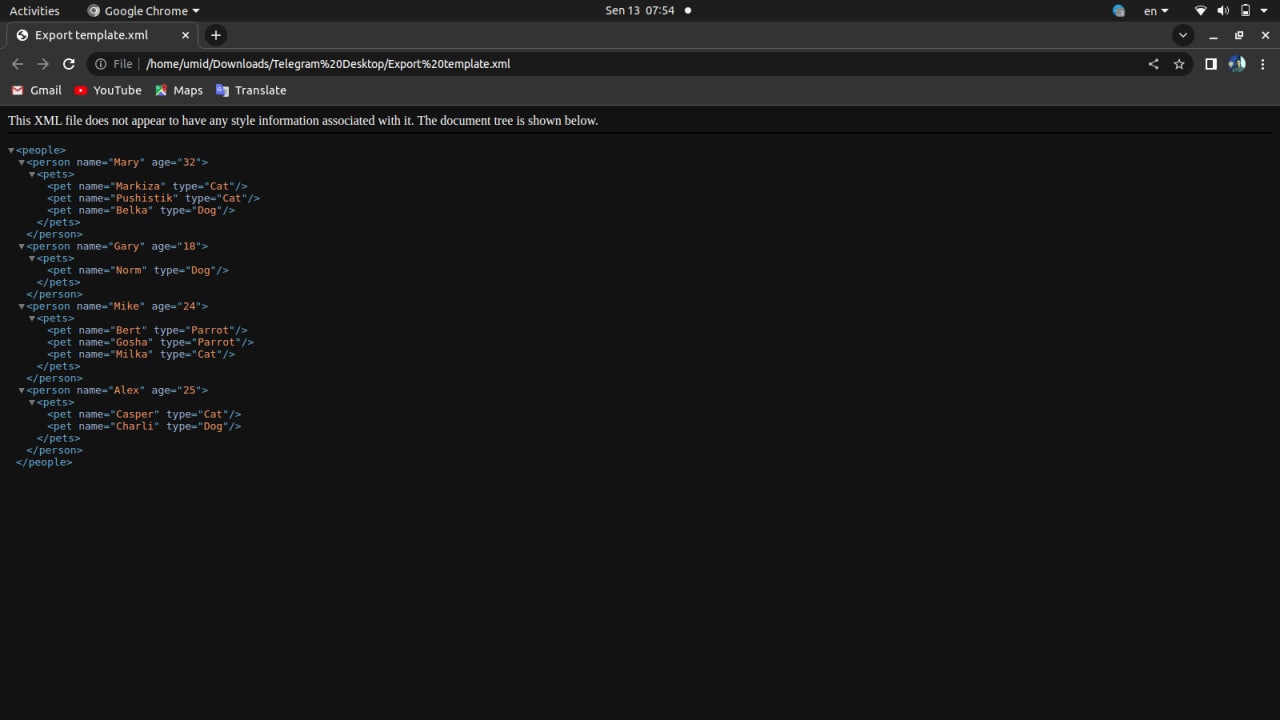 Activities Google Chrome Sen 13 07:54 en
Export template.xml
File /home/umid/Downloads/Telegram%20Desktop/Export%20template.xml
Gmail YouTube Maps Translate
This XML file does not appear to have any style information associated with it. The document tree is shown below.
<people>
<person name="Mary" age="32">
<pets>
<pet name="Markiza" type="Cat"/>
<pet name="Pushistik" type="Cat"/>
<pet name="Belka" type="Dog"/>
</pets>
</person>
<person name="Gary" age="18">
<pets>
<pet name="Norm" type="Dog"/>
</pets>
</person>
<person name="Mike" age="24">
<pets>
<pet name="Bert" type="Parrot"/>
<pet name="Gosha" type="Parrot"/>
<pet name="Milka" type="Cat"/>
</pets>
</person>
<person name="Alex" age="25">
<pets>
<pet name="Casper" type="Cat"/>
<pet name="Charli" type="Dog"/>
</pets>
</person>
</people>